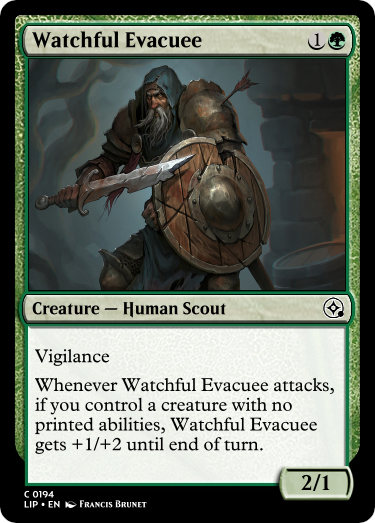 Watchful Evacuee 1
Creature — Human Scout
Vigilance
Whenever Watchful Evacuee attacks,
if you control a creature with no
printed abilities, Watchful Evacuee
gets +1/+2 until end of turn.
2/1
C 0194
LIP • EN Francis Brunet